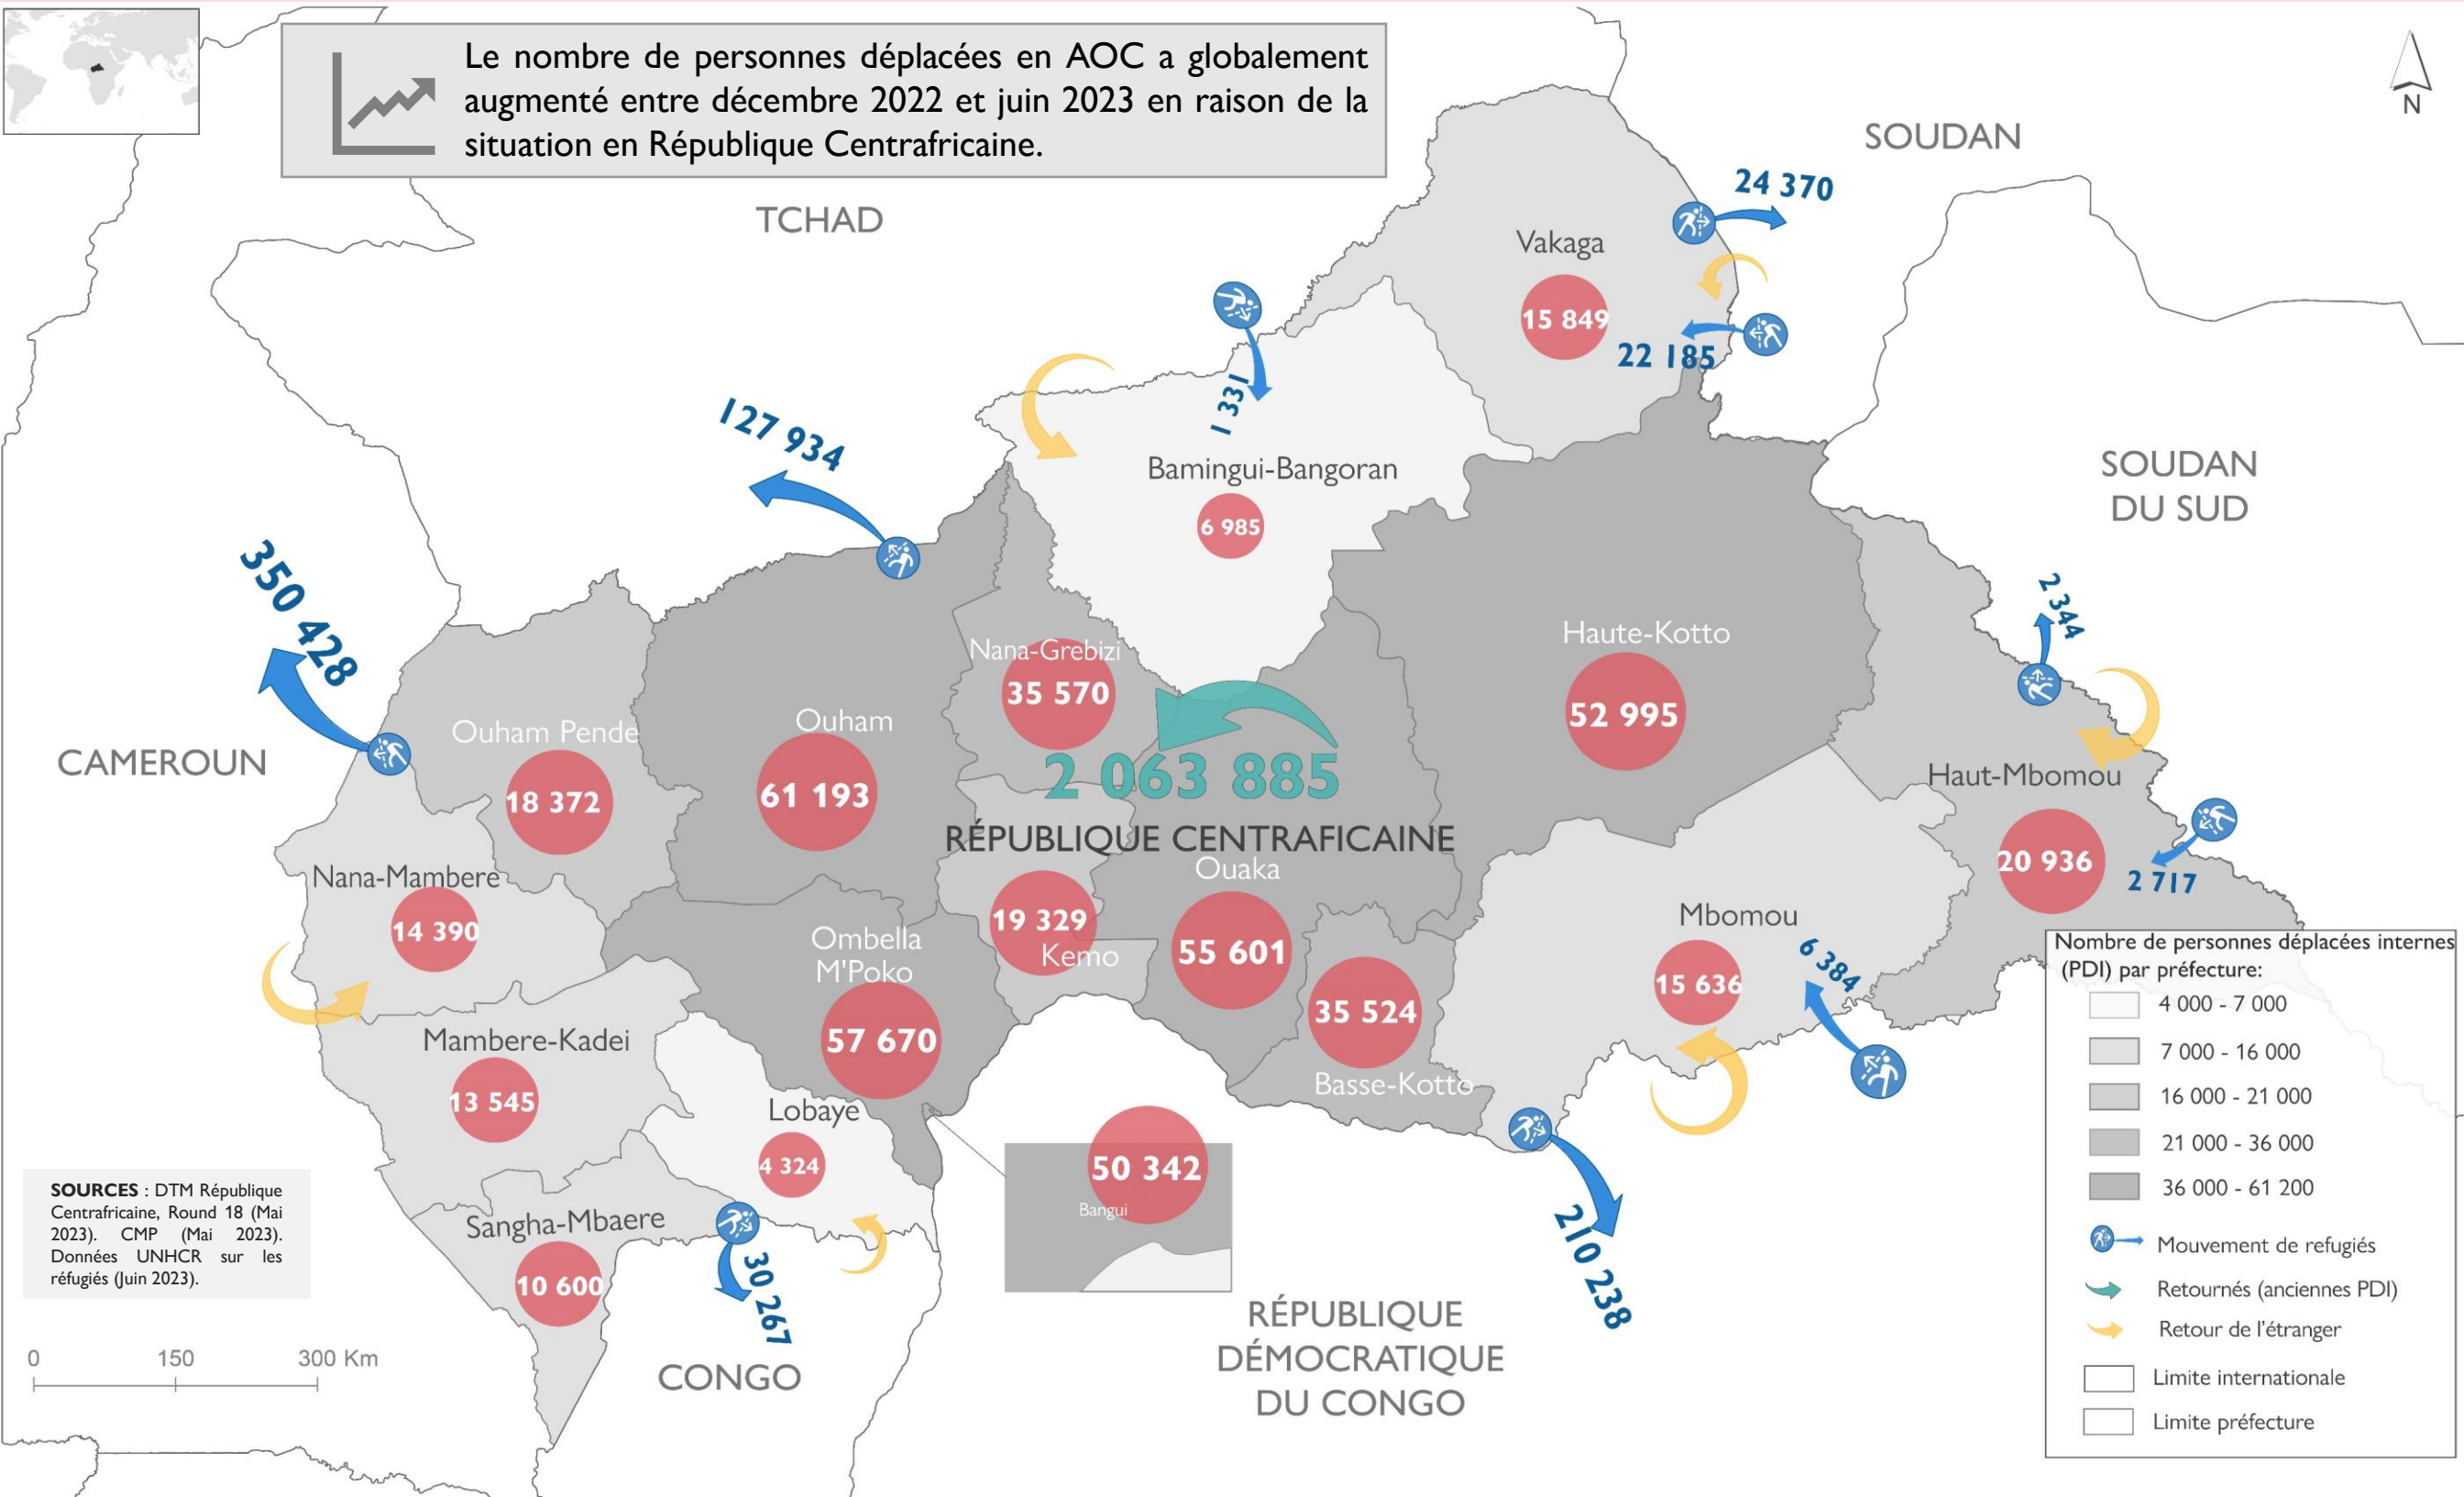 Le nombre de personnes déplacées en AOC a globalement
augmenté entre décembre 2022 et juin 2023 en raison de la
situation en République Centrafricaine.
N
SOUDAN
24 370
TCHAD
Vakaga
15 849
22 185
1 331
127 934
Bamingui-Bangoran
6 985
SOUDAN
DU SUD
350 428
2 344
Haute-Kotto
52 995
Nana-Grebizi
35 570
Ouham
61 193
Ouham Pende
18 372
CAMEROUN
2 063 885
Haut-Mbomou
20 936
2 717
RÉPUBLIQUE CENTRAFICAINE
Ouaka
55 601
Nana-Mambere
14 390
19 329
Kemo
Mbomou
15 636
6 384
Ombella
M'Poko
57 670
35 524
Basse-Kotto
Mambere-Kadei
13 545
Lobaye
4 324
50 342
Bangui
Sangha-Mbaere
10 600
30 267
210 238
CONGO
RÉPUBLIQUE
DÉMOCRATIQUE
DU CONGO
SOURCES : DTM République
Centrafricaine, Round 18 (Mai
2023). CMP (Mai 2023).
Données UNHCR sur les
réfugiés (Juin 2023).
0 150 300 Km
Nombre de personnes déplacées internes
(PDI) par préfecture:
4 000 - 7 000
7 000 - 16 000
16 000 - 21 000
21 000 - 36 000
36 000 - 61 200
Mouvement de refugiés
Retournés (anciennes PDI)
Retour de l'étranger
Limite internationale
Limite préfecture